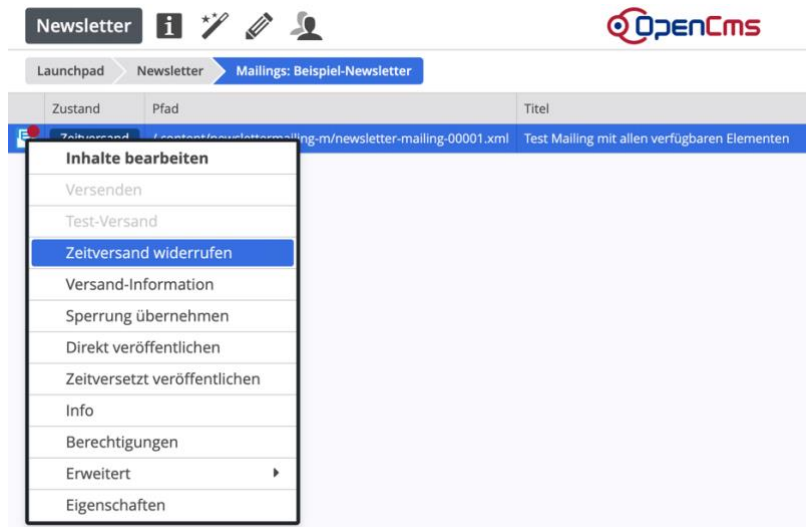 Newsletter
OpenCms
Launchpad Newsletter Mailings: Beispiel-Newsletter
Zustand Pfad Titel
Zeitversand /.content/newslettermailing-m/newsletter-mailing-00001.xml Test Mailing mit allen verfügbaren Elementen
Inhalte bearbeiten
Versenden
Test-Versand
Zeitversand widerrufen
Versand-Information
Sperrung übernehmen
Direkt veröffentlichen
Zeitversetzt veröffentlichen
Info
Berechtigungen
Erweitert
Eigenschaften